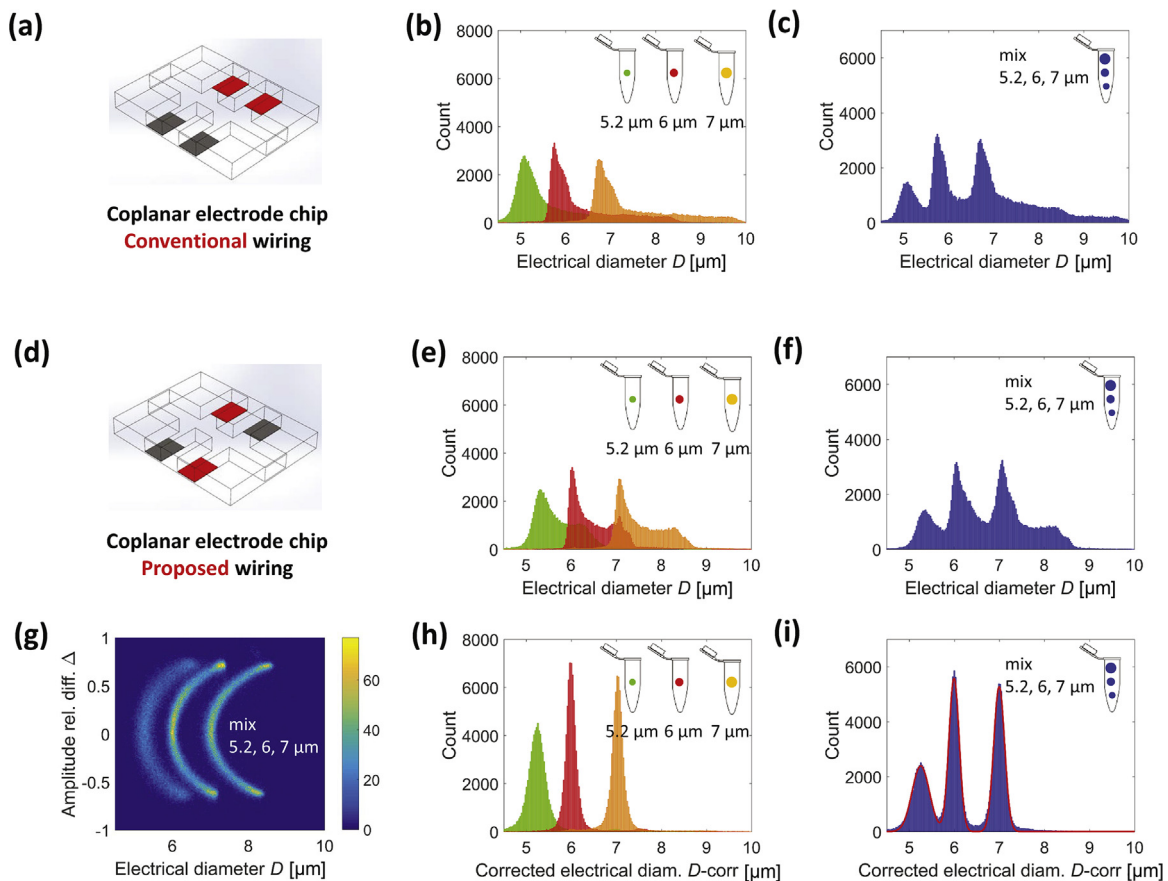 (a)
Coplanar electrode chip
Conventional wiring
(b)
8000
6000
4000
2000
0
Count
5.2 µm 6 µm 7 µm
5 6 7 8 9 10
Electrical diameter D [µm]
(c)
8000
6000
4000
2000
0
Count
mix
5.2, 6, 7 µm
5 6 7 8 9 10
Electrical diameter D [µm]
(d)
Coplanar electrode chip
Proposed wiring
(e)
8000
6000
4000
2000
0
Count
5.2 µm 6 µm 7 µm
5 6 7 8 9 10
Electrical diameter D [µm]
(f)
6000
4000
2000
0
Count
mix
5.2, 6, 7 µm
5 6 7 8 9 10
Electrical diameter D [µm]
(g)
1
0.5
0
-0.5
-1
Amplitude rel. diff. Δ
mix
5.2, 6, 7 µm
60
40
20
0
6 8 10
Electrical diameter D [µm]
(h)
8000
6000
4000
2000
0
Count
5.2 µm 6 µm 7 µm
5 6 7 8 9 10
Corrected electrical diam. D-corr [µm]
(i)
6000
4000
2000
0
Count
mix
5.2, 6, 7 µm
5 6 7 8 9 10
Corrected electrical diam. D-corr [µm]